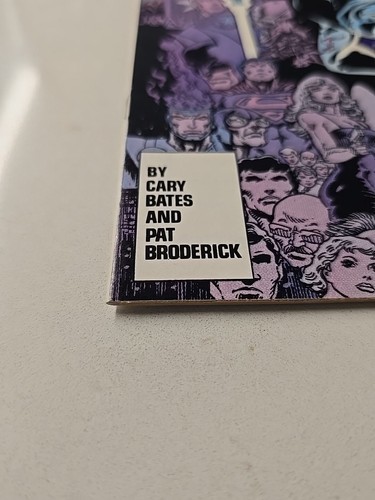 BY
CARY
BATES
AND
PAT
BRODERICK